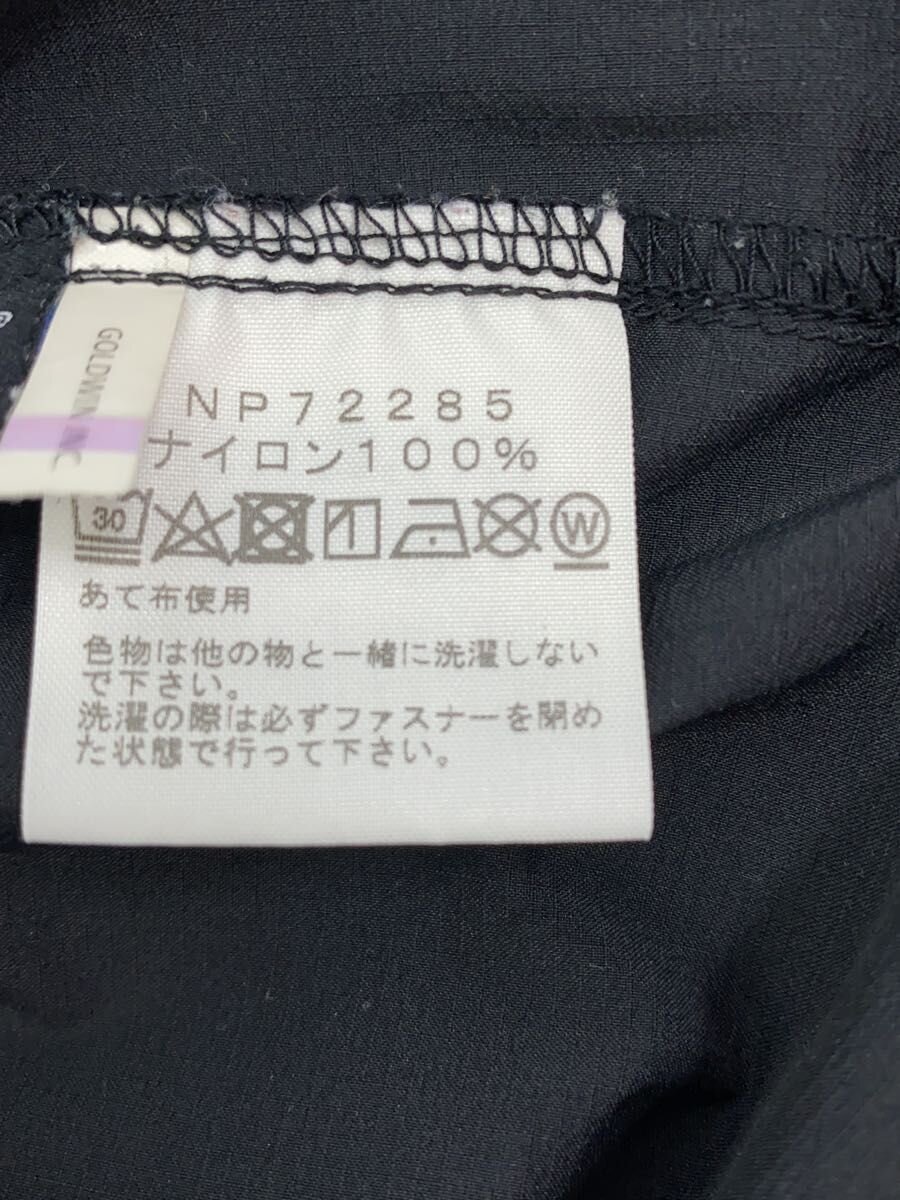 GOLDWIN INC
NP72285
ナイロン100%
30
W
あて布使用
色物は他の物と一緒に洗濯しない
で下さい。
洗濯の際は必ずファスナーを閉め
た状態で行って下さい。